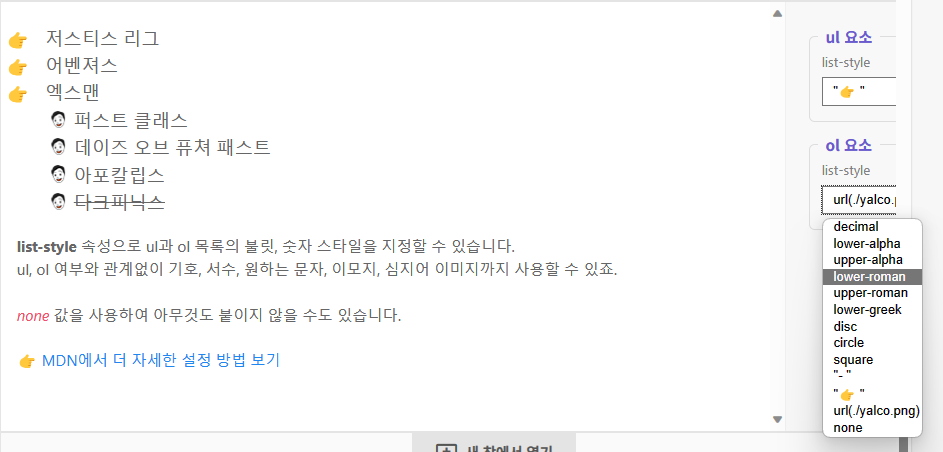 👉 저스티스 리그
👉 어벤져스
👉 엑스맨
퍼스트 클래스
데이즈 오브 퓨쳐 패스트
아포칼립스
다크피닉스
list-style 속성으로 ul과 ol 목록의 불릿, 숫자 스타일을 지정할 수 있습니다.
ul, ol 여부와 관계없이 기호, 서수, 원하는 문자, 이모지, 심지어 이미지까지 사용할 수 있죠.
none 값을 사용하여 아무것도 붙이지 않을 수도 있습니다.
👉 MDN에서 더 자세한 설정 방법 보기
새 창에서 열기
ul 요소
list-style
"👉 "
ol 요소
list-style
url(./yalco.p
decimal
lower-alpha
upper-alpha
lower-roman
upper-roman
lower-greek
disc
circle
square
"- "
"👉 "
url(./yalco.png)
none